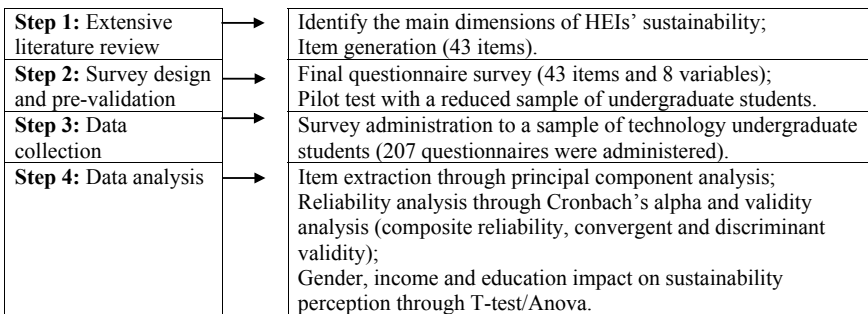 Step 1: Extensive
literature review
Identify the main dimensions of HEIs' sustainability;
Item generation (43 items).
Step 2: Survey design
and pre-validation
Final questionnaire survey (43 items and 8 variables);
Pilot test with a reduced sample of undergraduate students.
Step 3: Data
collection
Survey administration to a sample of technology undergraduate
students (207 questionnaires were administered).
Step 4: Data analysis
Item extraction through principal component analysis;
Reliability analysis through Cronbach's alpha and validity
analysis (composite reliability, convergent and discriminant
validity);
Gender, income and education impact on sustainability
perception through T-test/Anova.